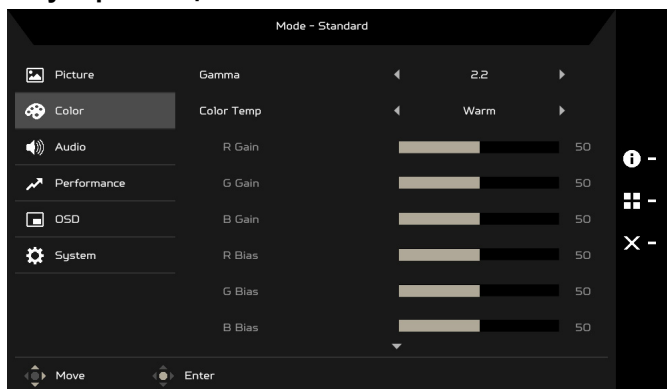 Mode - Standard
Picture
Gamma 2.2
Color
Color Temp Warm
Audio
R Gain 50
Performance
G Gain 50
OSD
B Gain 50
System
R Bias 50
G Bias 50
B Bias 50
Move Enter